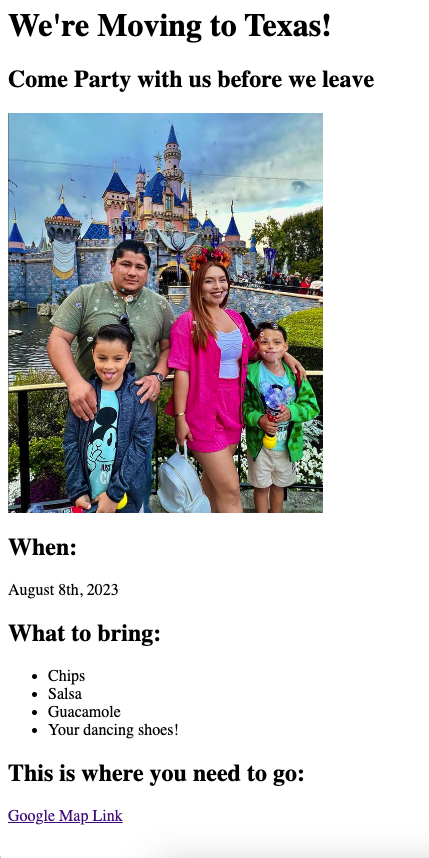 We're Moving to Texas!
Come Party with us before we leave
When:
August 8th, 2023
What to bring:
Chips
Salsa
Guacamole
Your dancing shoes!
This is where you need to go:
Google Map Link